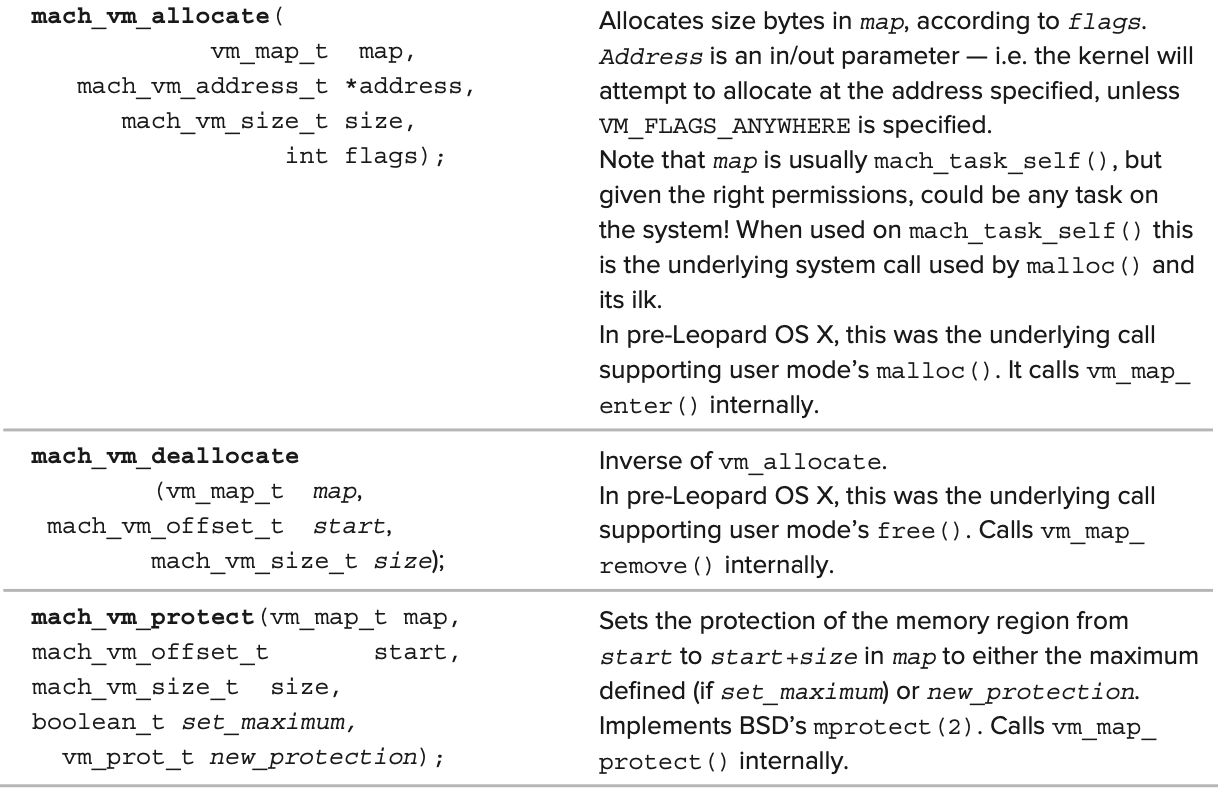 mach_vm_allocate(
vm_map_t map,
mach_vm_address_t *address,
mach_vm_size_t size,
int flags);
Allocates size bytes in map, according to flags.
Address is an in/out parameter — i.e. the kernel will
attempt to allocate at the address specified, unless
VM_FLAGS_ANYWHERE is specified.
Note that map is usually mach_task_self(), but
given the right permissions, could be any task on
the system! When used on mach_task_self() this
is the underlying system call used by malloc() and
its ilk.
In pre-Leopard OS X, this was the underlying call
supporting user mode’s malloc(). It calls vm_map_
enter() internally.
mach_vm_deallocate
(vm_map_t map,
mach_vm_offset_t start,
mach_vm_size_t size);
Inverse of vm_allocate.
In pre-Leopard OS X, this was the underlying call
supporting user mode’s free(). Calls vm_map_
remove() internally.
mach_vm_protect(vm_map_t map,
mach_vm_offset_t start,
mach_vm_size_t size,
boolean_t set_maximum,
vm_prot_t new_protection);
Sets the protection of the memory region from
start to start+size in map to either the maximum
defined (if set_maximum) or new_protection.
Implements BSD’s mprotect(2). Calls vm_map_
protect() internally.